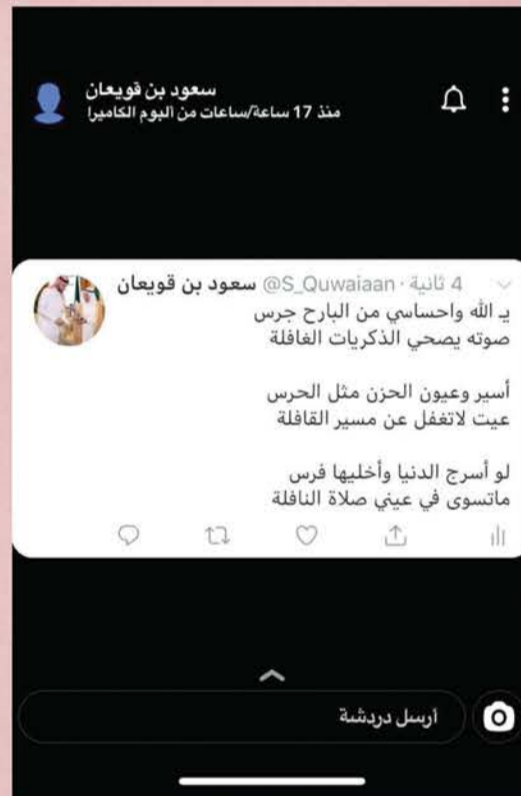 سعود بن قويعان
منذ 17 ساعة/ساعات من ألبوم الكاميرا
سعود بن قويعان @S_Quwaiaan · 4 ثانية
يـ الله واحساسي من البارح جرس
صوته يصحي الذكريات الغافلة
أسير وعيون الحزن مثل الحرس
عيت لاتغفل عن مسير القافلة
لو أسرج الدنيا وأخليها فرس
ماتسوى في عيني صلاة النافلة
أرسل دردشة